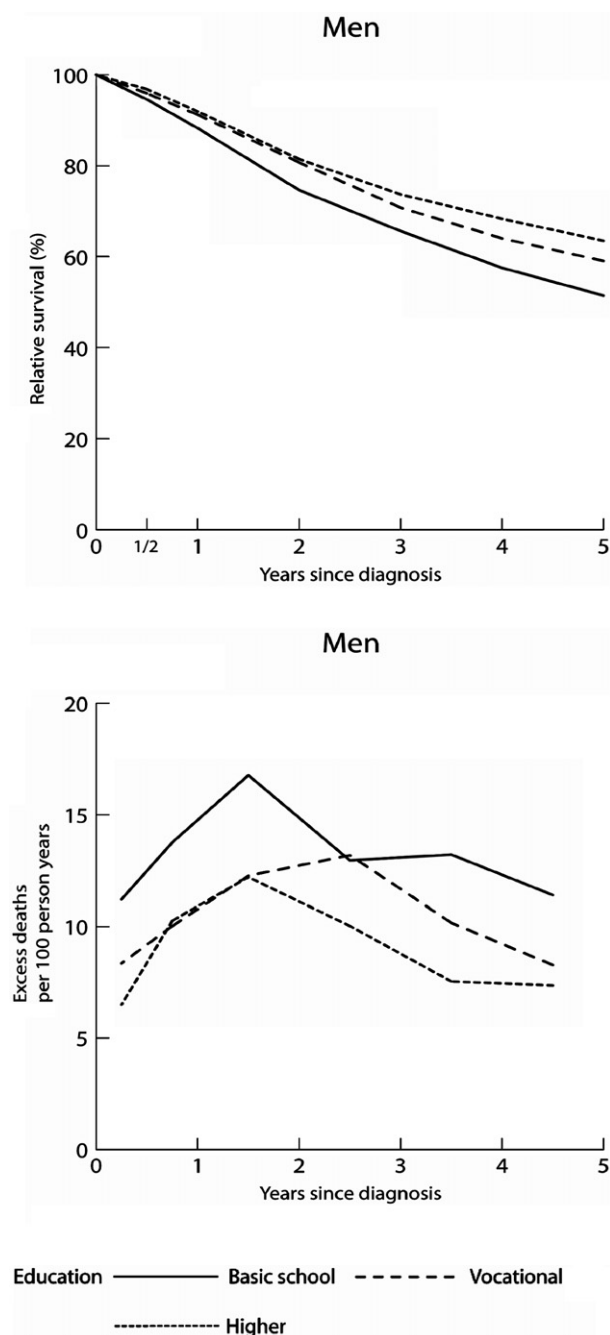 Men
100
80
60
40
20
0
Relative survival (%)
0 1/2 1 2 3 4 5
Years since diagnosis
Men
20
15
10
5
0
Excess deaths
per 100 person years
0 1 2 3 4 5
Years since diagnosis
Education Basic school Vocational
Higher